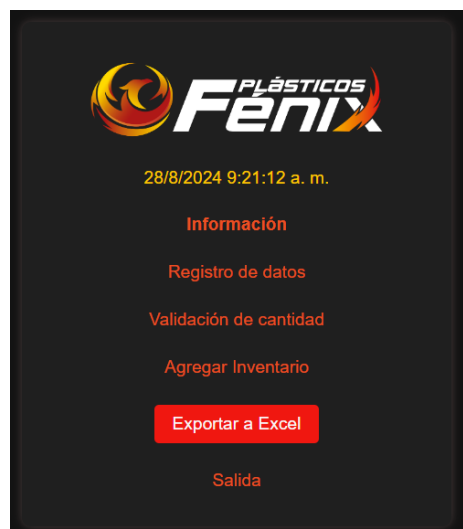 PLÁSTICOS
Fénix
28/8/2024 9:21:12 a. m.
Información
Registro de datos
Validación de cantidad
Agregar Inventario
Exportar a Excel
Salida